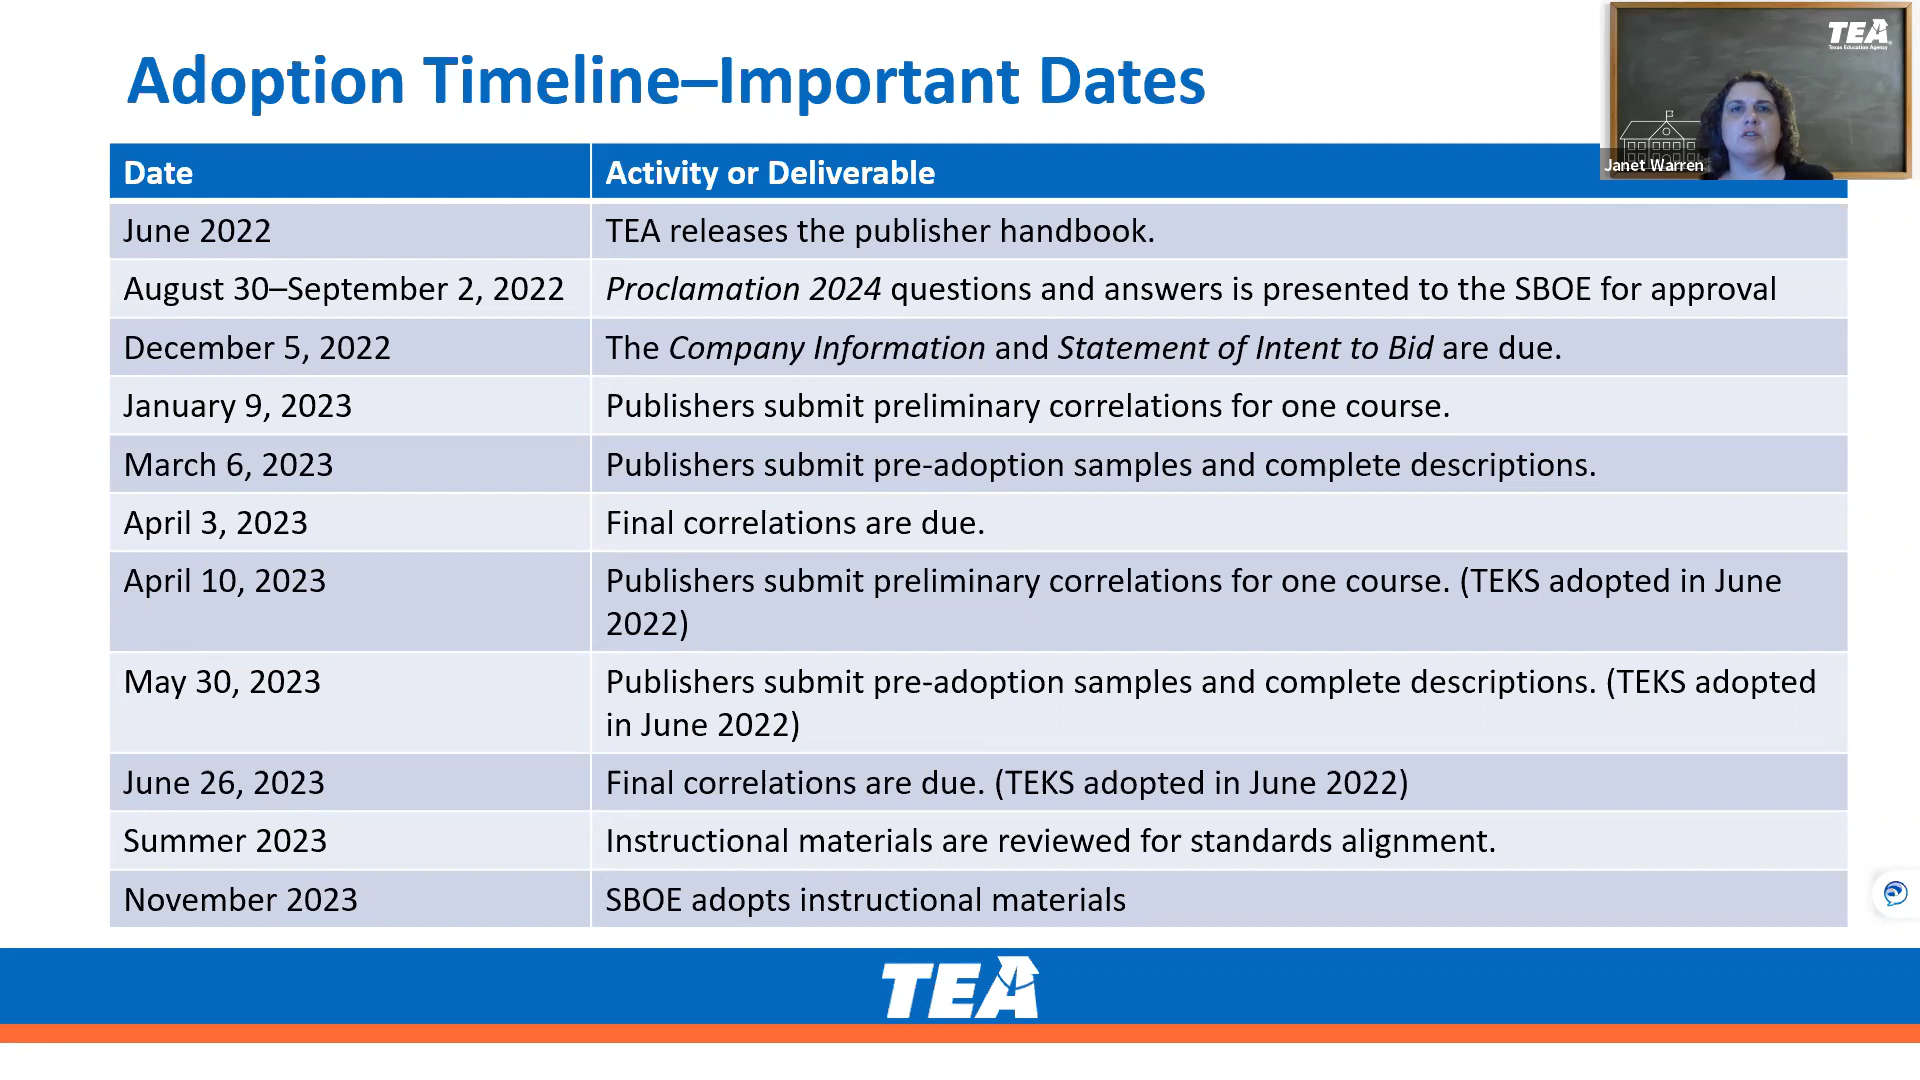 Adoption Timeline–Important Dates
TEA
Texas Education Agency
Janet Warren
Date Activity or Deliverable
June 2022 TEA releases the publisher handbook.
August 30–September 2, 2022 Proclamation 2024 questions and answers is presented to the SBOE for approval
December 5, 2022 The Company Information and Statement of Intent to Bid are due.
January 9, 2023 Publishers submit preliminary correlations for one course.
March 6, 2023 Publishers submit pre-adoption samples and complete descriptions.
April 3, 2023 Final correlations are due.
April 10, 2023 Publishers submit preliminary correlations for one course. (TEKS adopted in June
2022)
May 30, 2023 Publishers submit pre-adoption samples and complete descriptions. (TEKS adopted
in June 2022)
June 26, 2023 Final correlations are due. (TEKS adopted in June 2022)
Summer 2023 Instructional materials are reviewed for standards alignment.
November 2023 SBOE adopts instructional materials
TEA